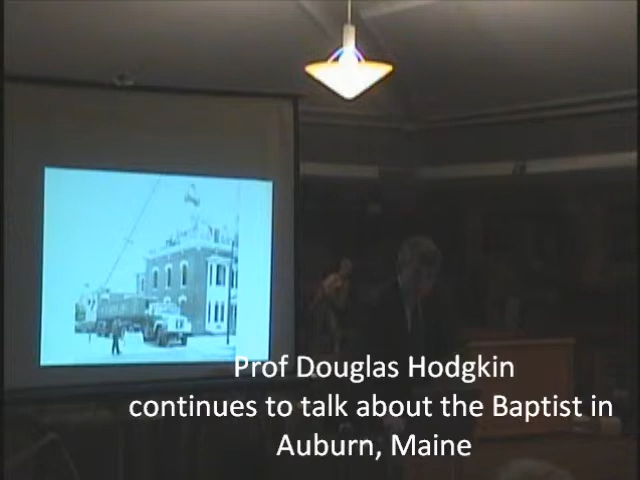 Prof Douglas Hodgkin
continues to talk about the Baptist in
Auburn, Maine